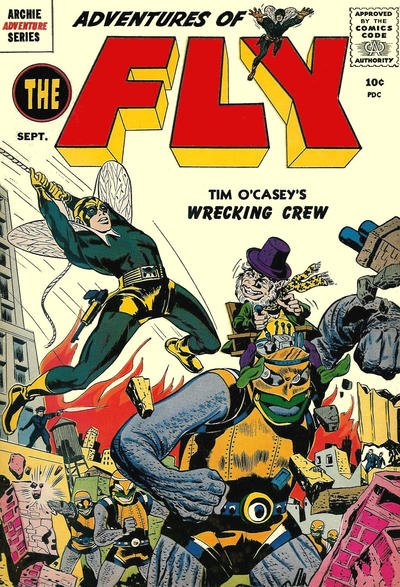 ARCHIE
ADVENTURE
SERIES
ADVENTURES OF
THE
FLY
APPROVED
BY THE
COMICS
CODE
AUTHORITY
10¢
PDC
SEPT.
TIM O'CASEY'S
WRECKING CREW